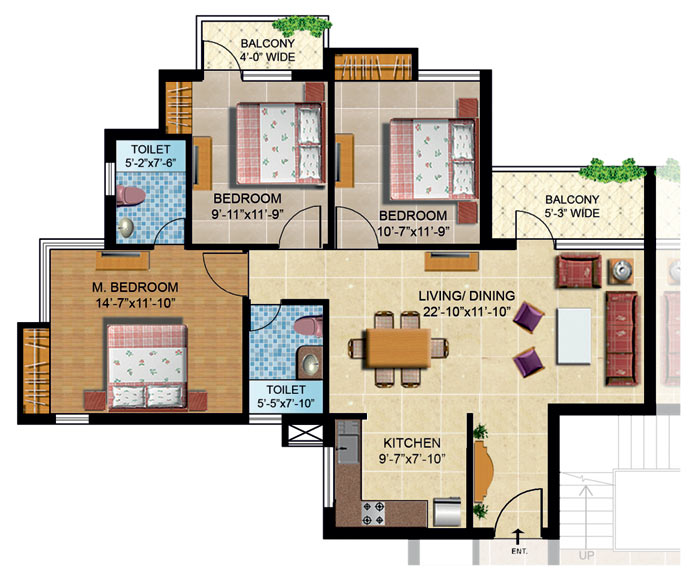 BALCONY
4'-0" WIDE
TOILET
5'-2"x7'-6"
BEDROOM
9'-11"x11'-9"
BEDROOM
10'-7"x11'-9"
BALCONY
5'-3" WIDE
M. BEDROOM
14'-7"x11'-10"
LIVING/ DINING
22'-10"x11'-10"
TOILET
5'-5"x7'-10"
KITCHEN
9'-7"x7'-10"
ENT.
UP